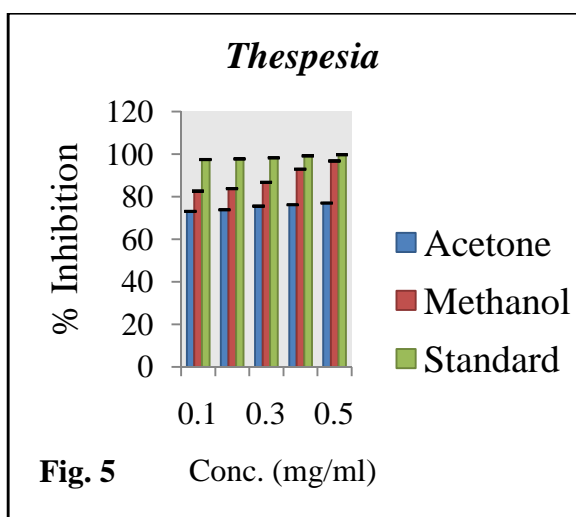 Thespesia
120
100
80
60
40
20
0
% Inhibition
0.1 0.3 0.5
Acetone
Methanol
Standard
Fig. 5 Conc. (mg/ml)